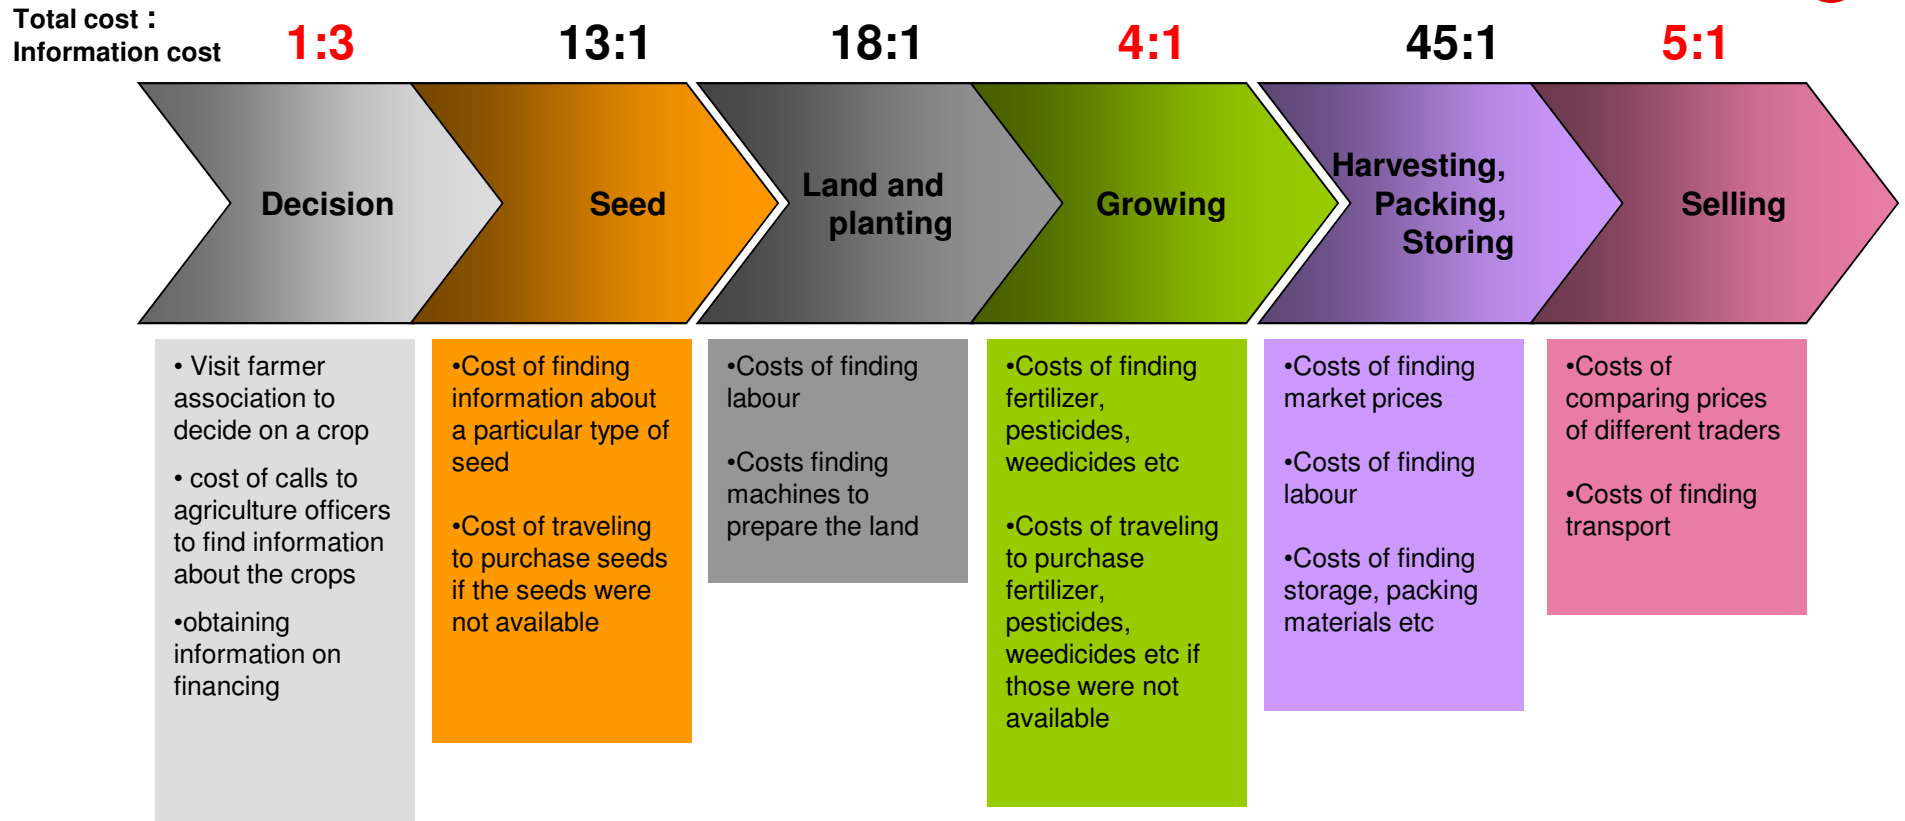 Total cost :
Information cost
1:3
13:1
18:1
4:1
45:1
5:1
Decision
Seed
Land and
planting
Growing
Harvesting,
Packing,
Storing
Selling
• Visit farmer
association to
decide on a crop
• cost of calls to
agriculture officers
to find information
about the crops
•obtaining
information on
financing
•Cost of finding
information about
a particular type of
seed
•Cost of traveling
to purchase seeds
if the seeds were
not available
•Costs of finding
labour
•Costs finding
machines to
prepare the land
•Costs of finding
fertilizer,
pesticides,
weedicides etc
•Costs of traveling
to purchase
fertilizer,
pesticides,
weedicides etc if
those were not
available
•Costs of finding
market prices
•Costs of finding
labour
•Costs of finding
storage, packing
materials etc
•Costs of
comparing prices
of different traders
•Costs of finding
transport